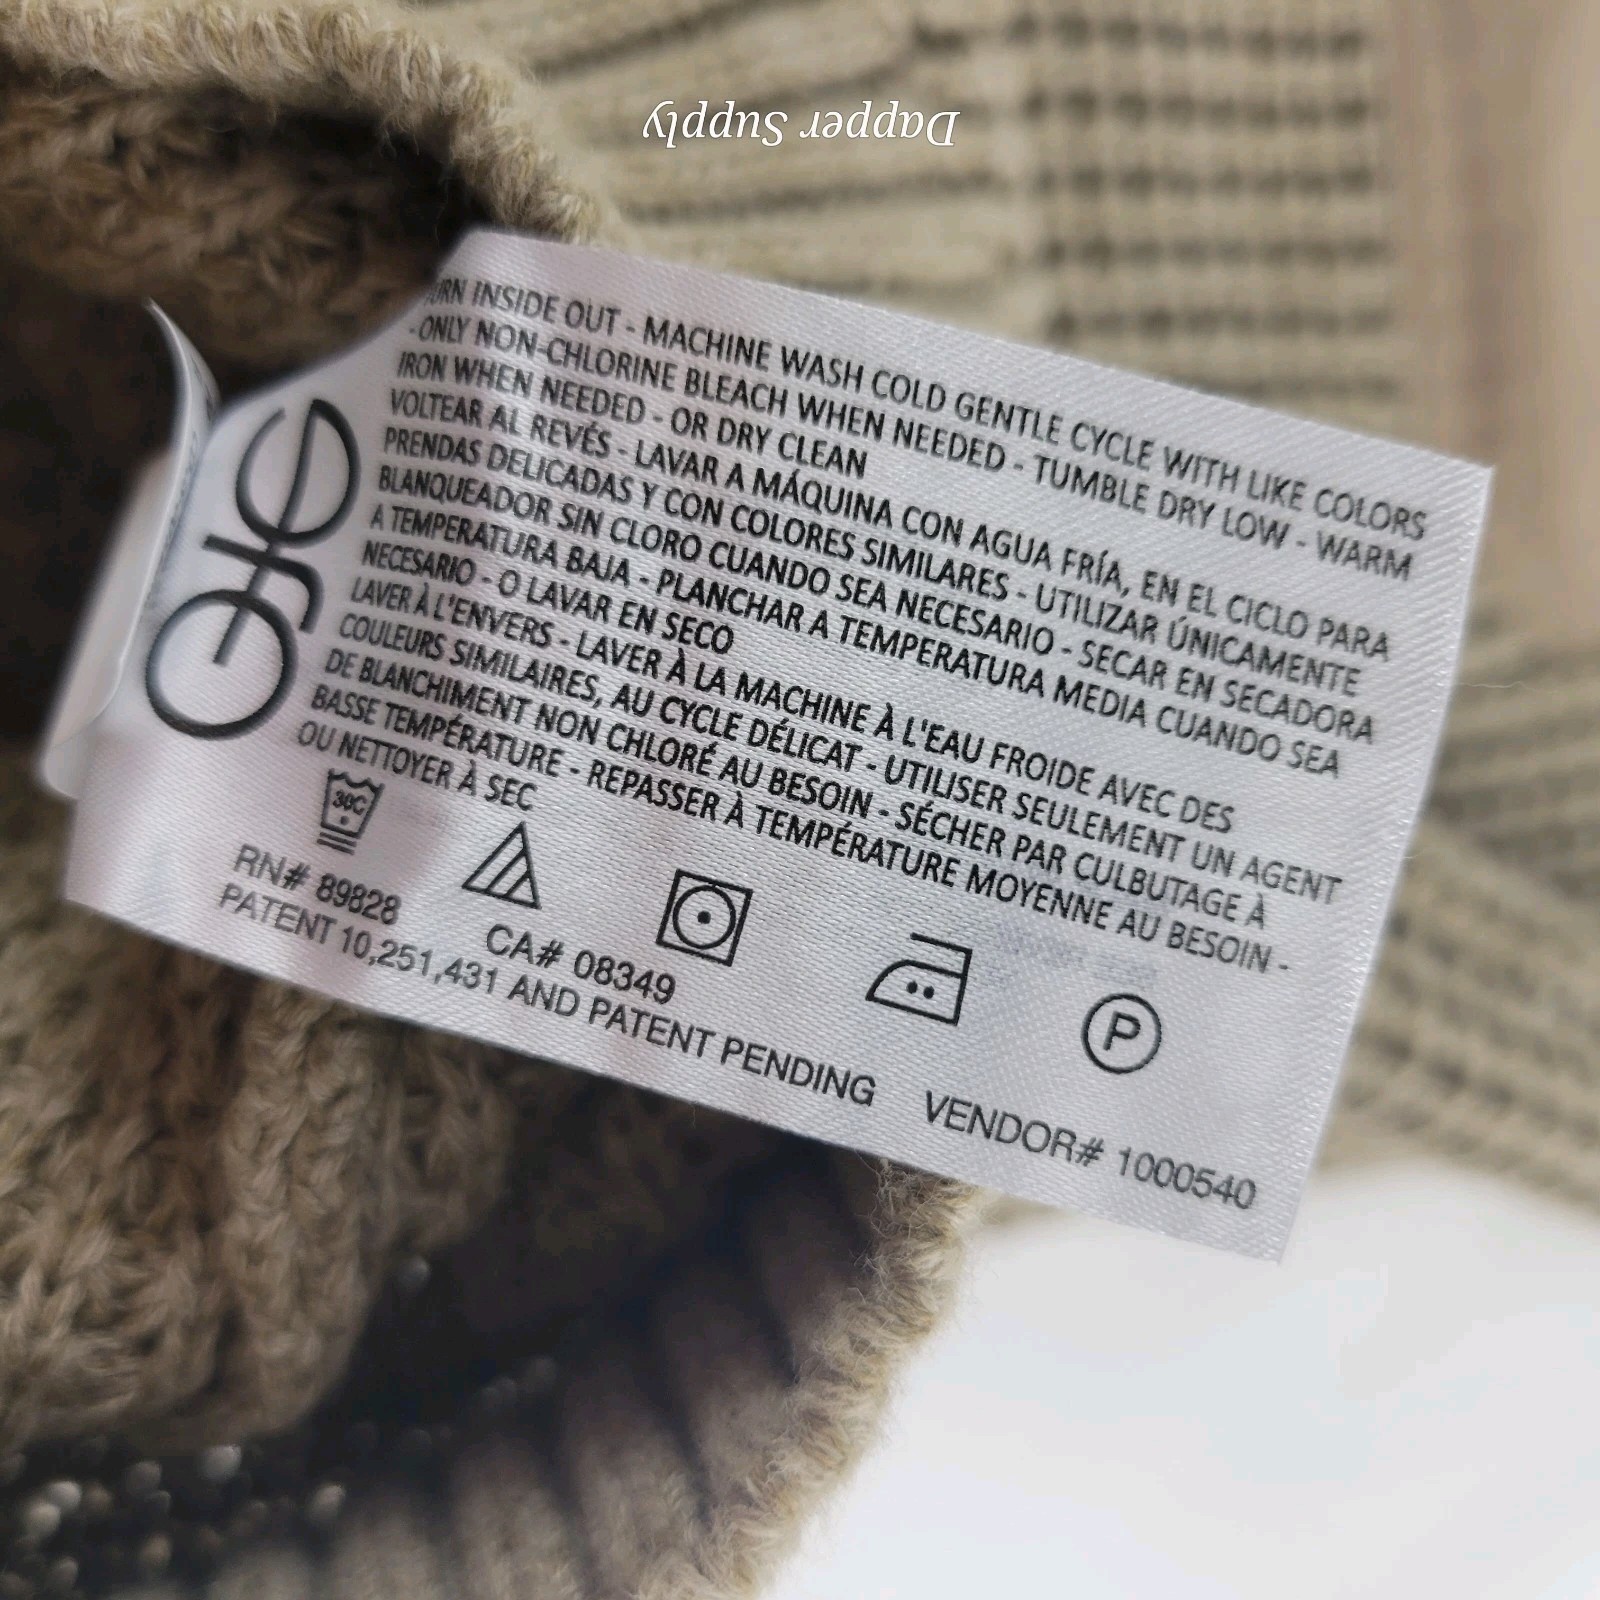 Dapper Supply
TURN INSIDE OUT - MACHINE WASH COLD GENTLE CYCLE WITH LIKE COLORS
- ONLY NON-CHLORINE BLEACH WHEN NEEDED - TUMBLE DRY LOW - WARM
IRON WHEN NEEDED - OR DRY CLEAN
VOLTEAR AL REVÉS - LAVAR A MÁQUINA CON AGUA FRÍA, EN EL CICLO PARA
PRENDAS DELICADAS Y CON COLORES SIMILARES - UTILIZAR ÚNICAMENTE
BLANQUEADOR SIN CLORO CUANDO SEA NECESARIO - SECAR EN SECADORA
A TEMPERATURA BAJA - PLANCHAR A TEMPERATURA MEDIA CUANDO SEA
NECESARIO - O LAVAR EN SECO
LAVER À L'ENVERS - LAVER À LA MACHINE À L'EAU FROIDE AVEC DES
COULEURS SIMILAIRES, AU CYCLE DÉLICAT - UTILISER SEULEMENT UN AGENT
DE BLANCHIMENT NON CHLORÉ AU BESOIN - SÉCHER PAR CULBUTAGE À
BASSE TEMPÉRATURE - REPASSER À TEMPÉRATURE MOYENNE AU BESOIN -
OU NETTOYER À SEC
30C
P
RN# 89828 CA# 08349
PATENT 10,251,431 AND PATENT PENDING VENDOR# 1000540